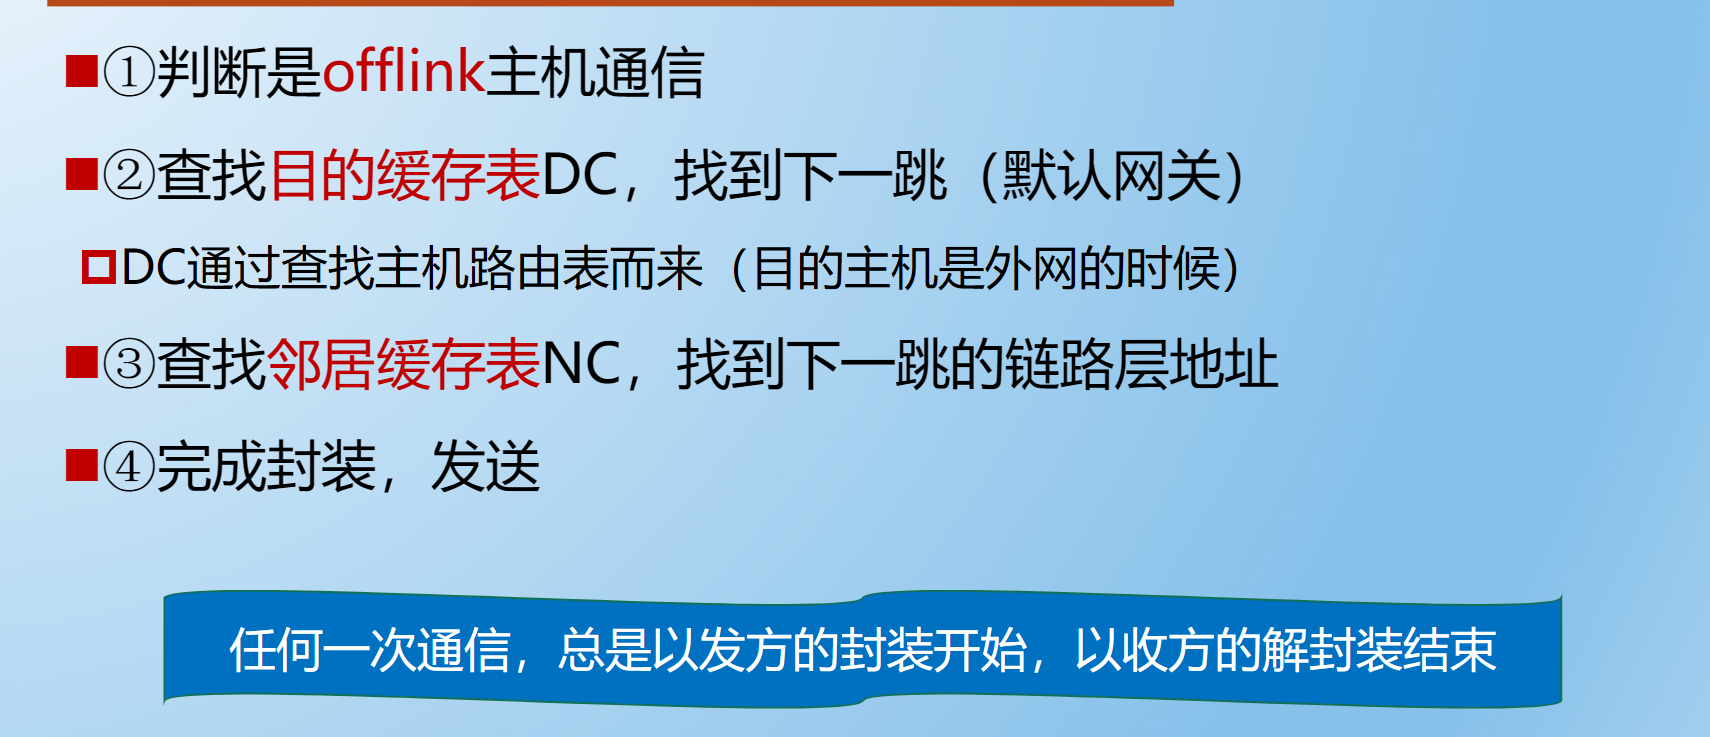 ①判断是offlink主机通信
②查找目的缓存表DC，找到下一跳（默认网关）
DC通过查找主机路由表而来（目的主机是外网的时候）
③查找邻居缓存表NC，找到下一跳的链路层地址
④完成封装，发送
任何一次通信，总是以发方的封装开始，以收方的解封装结束